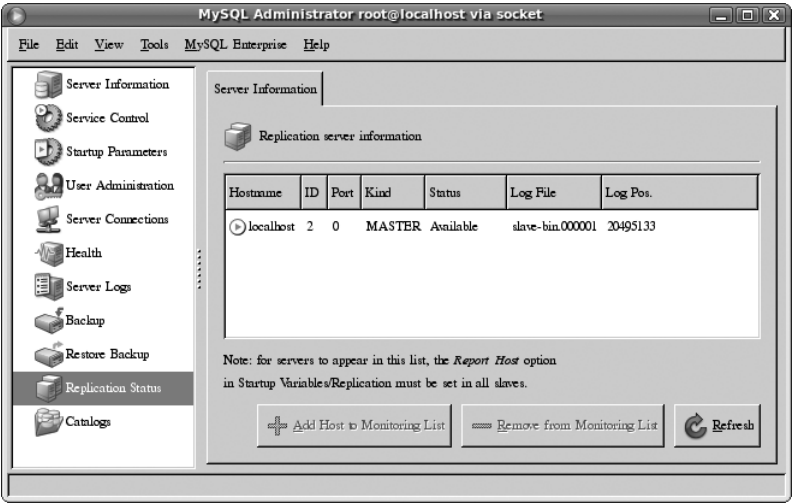 MySQL Administrator root@localhost via socket
File Edit View Tools MySQL Enterprise Help
Server Information
Service Control
Startup Parameters
User Administration
Server Connections
Health
Server Logs
Backup
Restore Backup
Replication Status
Catalogs
Server Information
Replication server information
Hostname ID Port Kind Status Log File Log Pos.
localhost 2 0 MASTER Available slave-bin.000001 20495133
Note: for servers to appear in this list, the Report Host option
in Startup Variables/Replication must be set in all slaves.
Add Host to Monitoring List Remove from Monitoring List Refresh